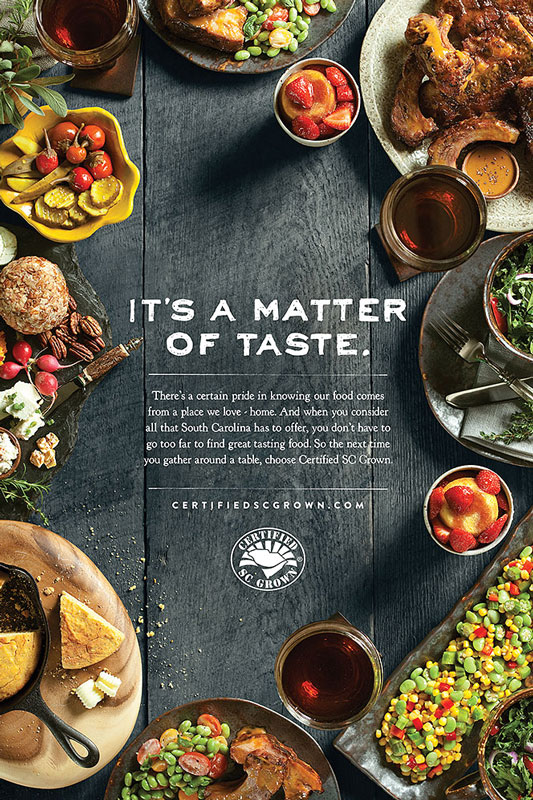 IT'S A MATTER
OF TASTE.
There's a certain pride in knowing our food comes
from a place we love - home. And when you consider
all that South Carolina has to offer, you don't have to
go too far to find great tasting food. So the next time
you gather around a table, choose Certified SC Grown.
CERTIFIEDSCGROWN.COM
CERTIFIED
SC GROWN
®